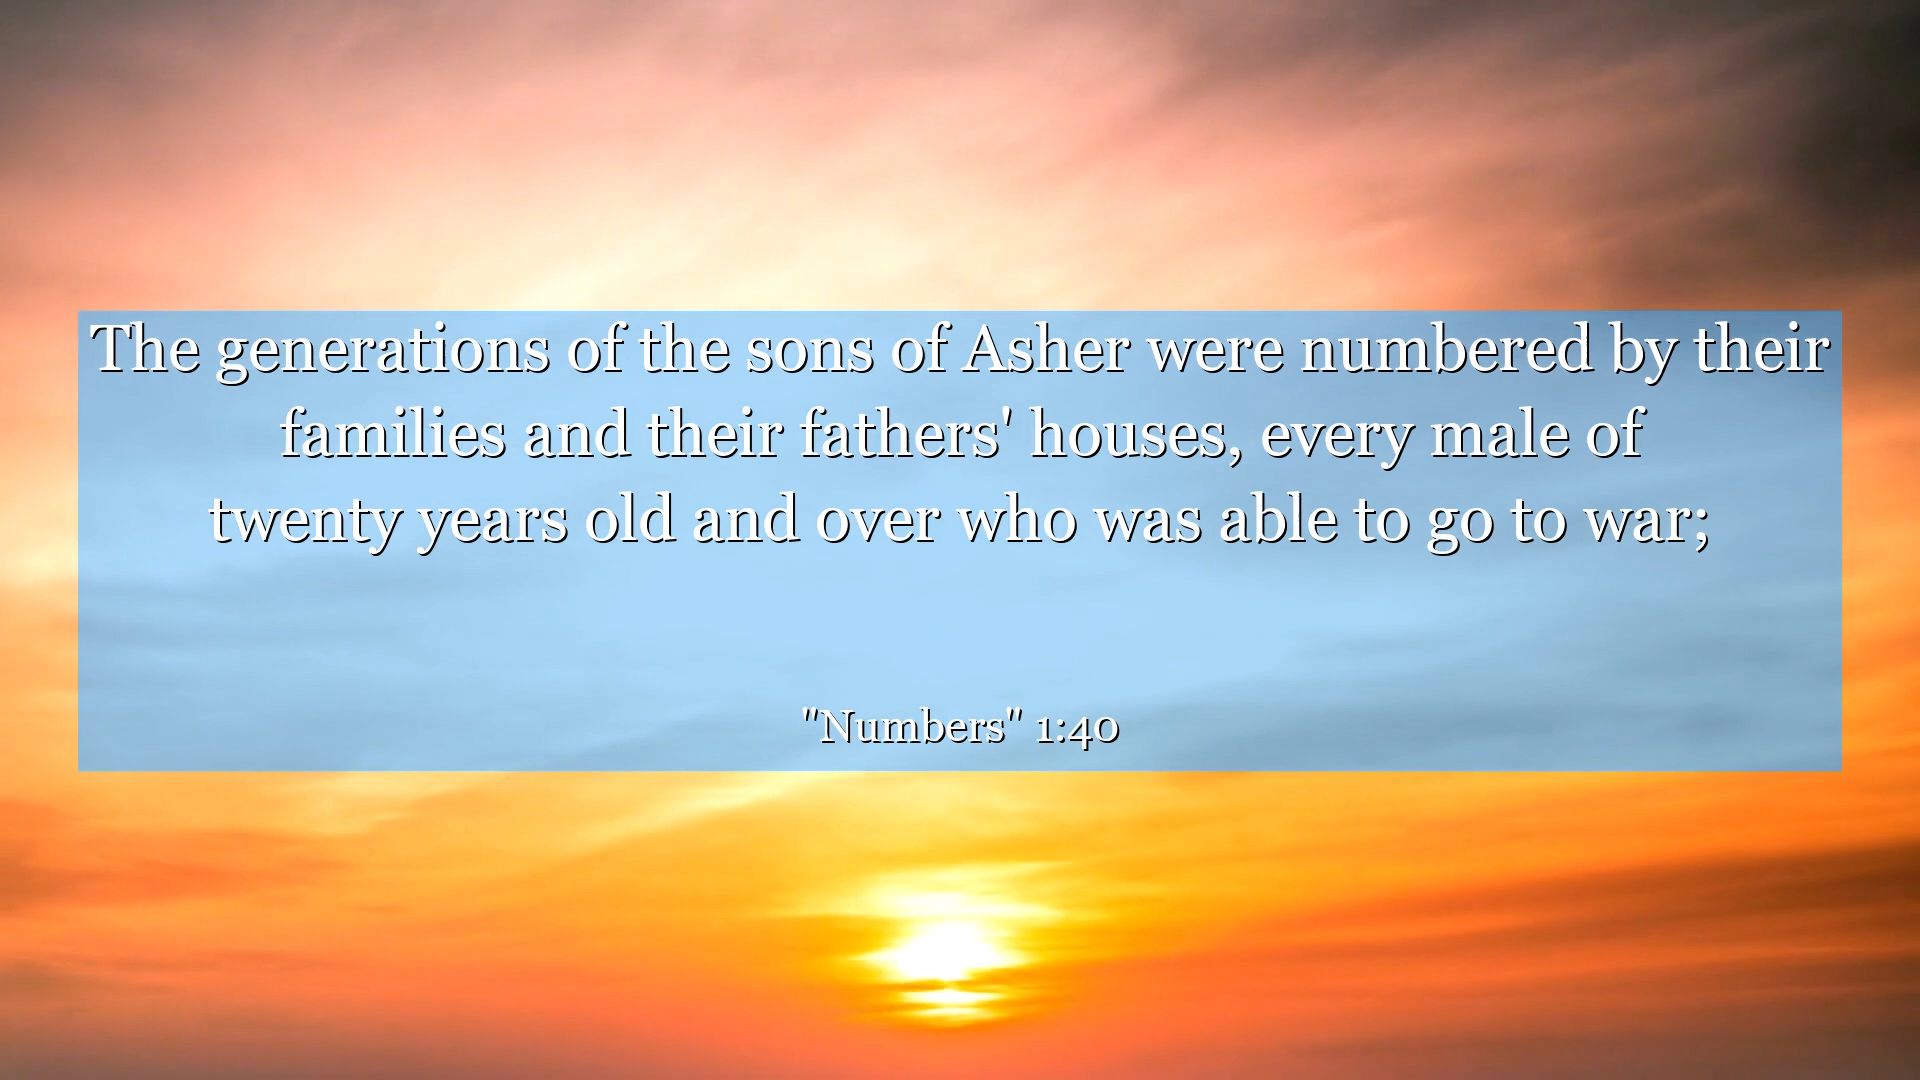 The generations of the sons of Asher were numbered by their
families and their fathers' houses, every male of
twenty years old and over who was able to go to war;
"Numbers" 1:40